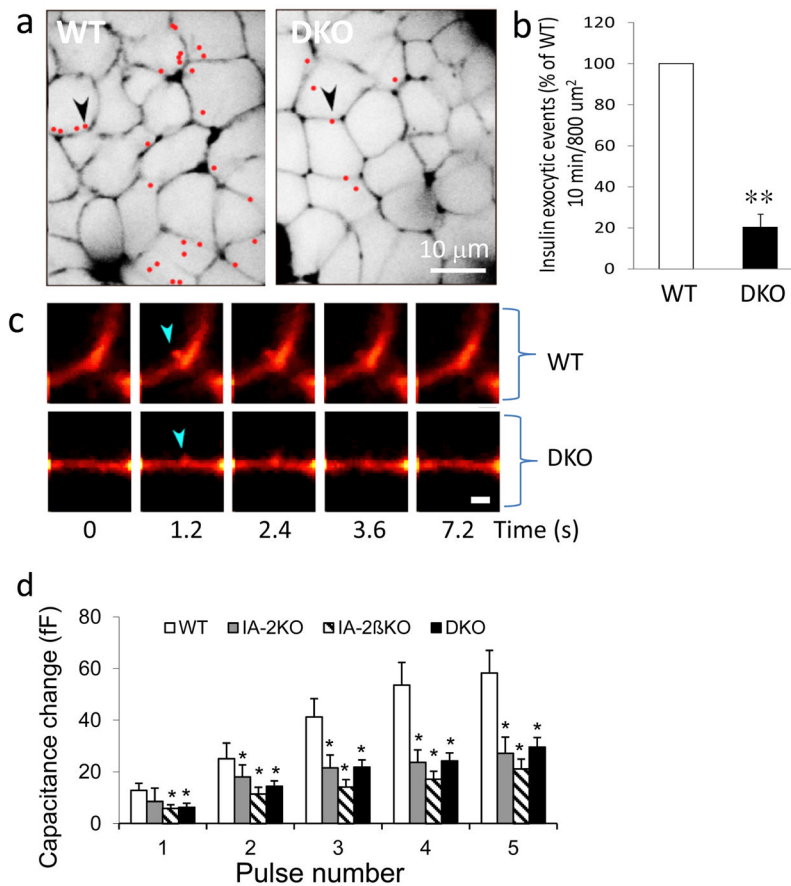 a
WT
DKO
10 μm
b
Insulin exocytic events (% of WT)
10 min/800 um²
120
100
80
60
40
20
0
**
WT
DKO
c
WT
DKO
0 1.2 2.4 3.6 7.2 Time (s)
d
Capacitance change (fF)
80
60
40
20
0
WT IA-2KO IA-2ßKO DKO
* *
* * *
* * *
* * *
* * *
1 2 3 4 5
Pulse number